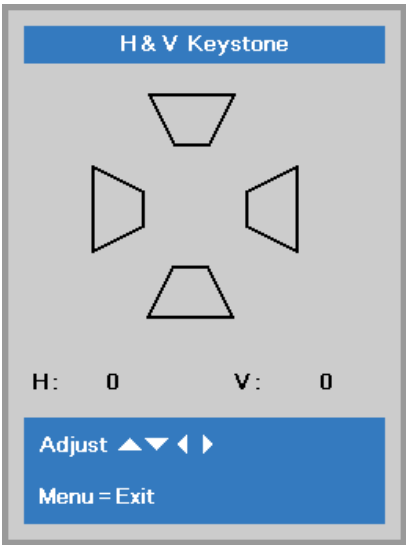 H & V Keystone
H: 0 V: 0
Adjust ▲▼◀▶
Menu = Exit